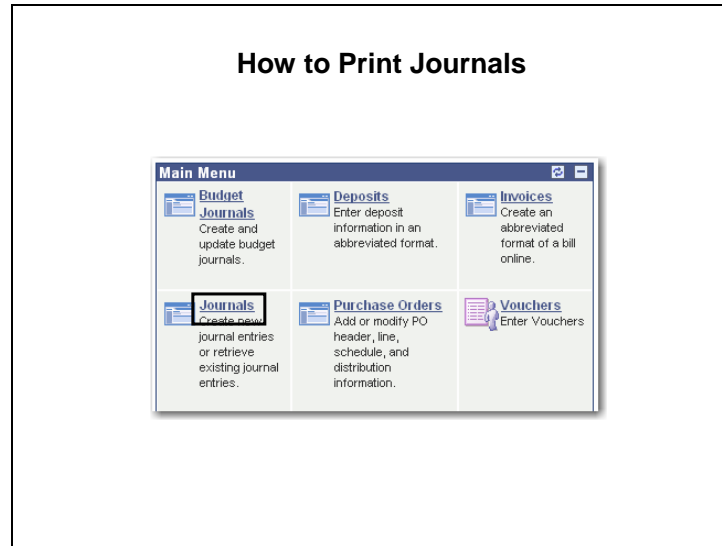 How to Print Journals
Main Menu
Budget
Journals
Create and
update budget
journals.
Deposits
Enter deposit
information in an
abbreviated format.
Invoices
Create an
abbreviated
format of a bill
online.
Journals
Create new
journal entries
or retrieve
existing journal
entries.
Purchase Orders
Add or modify PO
header, line,
schedule, and
distribution
information.
Vouchers
Enter Vouchers